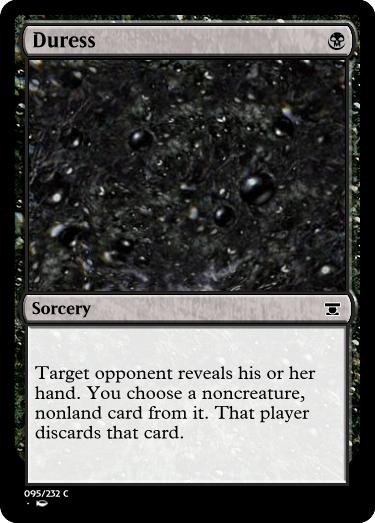 Duress
Sorcery
Target opponent reveals his or her
hand. You choose a noncreature,
nonland card from it. That player
discards that card.
095/232 C